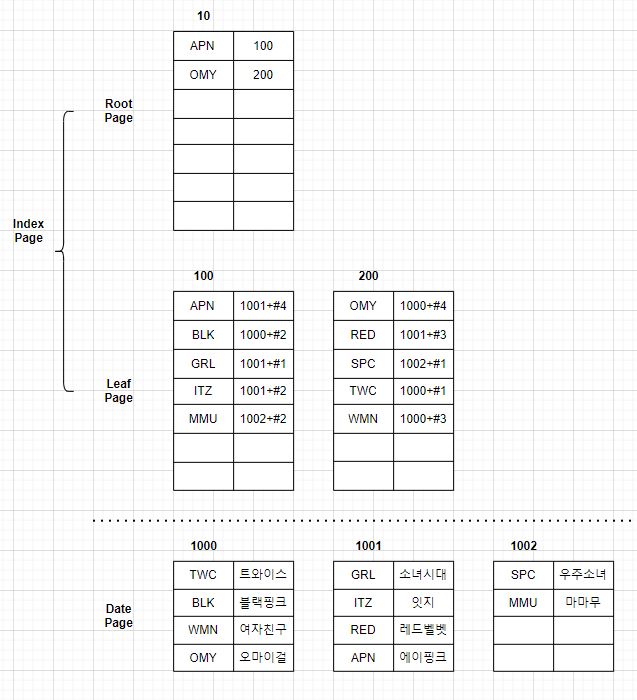 10
APN 100
OMY 200
Root
Page
Index
Page
100 200
APN 1001+#4 OMY 1000+#4
BLK 1000+#2 RED 1001+#3
GRL 1001+#1 SPC 1002+#1
ITZ 1001+#2 TWC 1000+#1
MMU 1002+#2 WMN 1000+#3
Leaf
Page
1000 1001 1002
TWC 트와이스 GRL 소녀시대 SPC 우주소녀
BLK 블랙핑크 ITZ 잇지 MMU 마마무
WMN 여자친구 RED 레드벨벳
OMY 오마이걸 APN 에이핑크
Date
Page